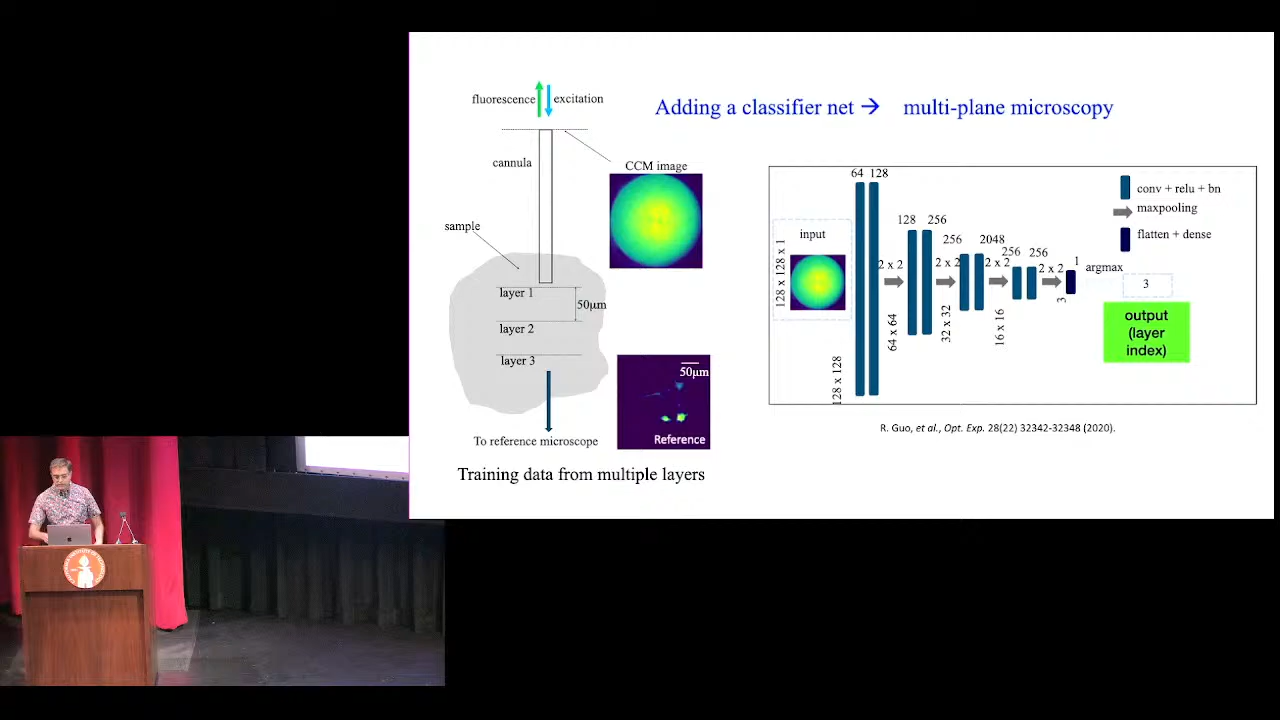 Adding a classifier net → multi-plane microscopy
fluorescence
excitation
cannula
CCM image
sample
layer 1
50µm
layer 2
layer 3
To reference microscope
50µm
Reference
Training data from multiple layers
input
128 x 128 x 1
64 128
128 x 128
2 x 2
128 256
64 x 64
2 x 2
256 2048
32 x 32
2 x 2
256 256
16 x 16
2 x 2
1
3
argmax
3
output
(layer
index)
conv + relu + bn
maxpooling
flatten + dense
R. Guo, et al., Opt. Exp. 28(22) 32342-32348 (2020).